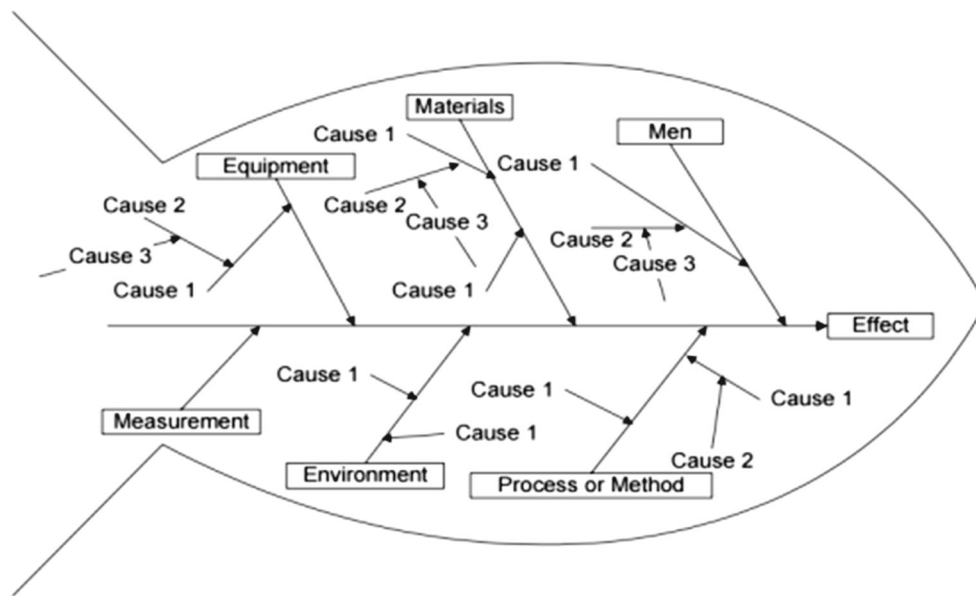 Materials
Men
Cause 1
Cause 1
Equipment
Cause 2
Cause 2
Cause 3
Cause 2
Cause 3
Cause 3
Cause 1
Cause 1
Effect
Cause 1
Cause 1
Cause 1
Measurement
Cause 1
Cause 2
Environment
Process or Method